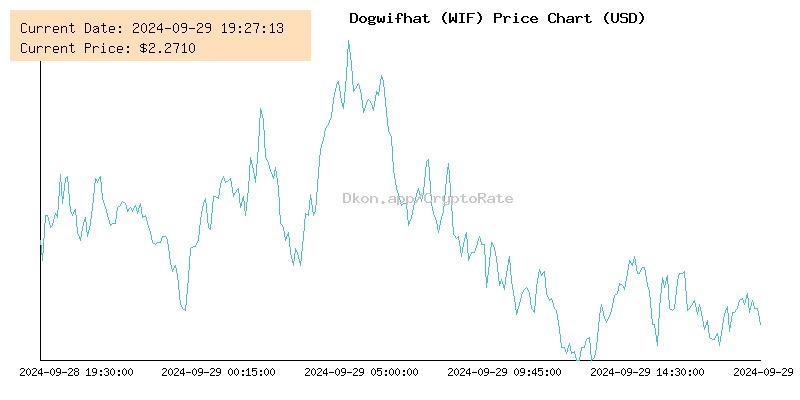 Dogwifhat (WIF) Price Chart (USD)
Current Date: 2024-09-29 19:27:13
Current Price: $2.2710
Dkon.app/CryptoRate
2024-09-28 19:30:00 2024-09-29 00:15:00 2024-09-29 05:00:00 2024-09-29 09:45:00 2024-09-29 14:30:00 2024-09-29